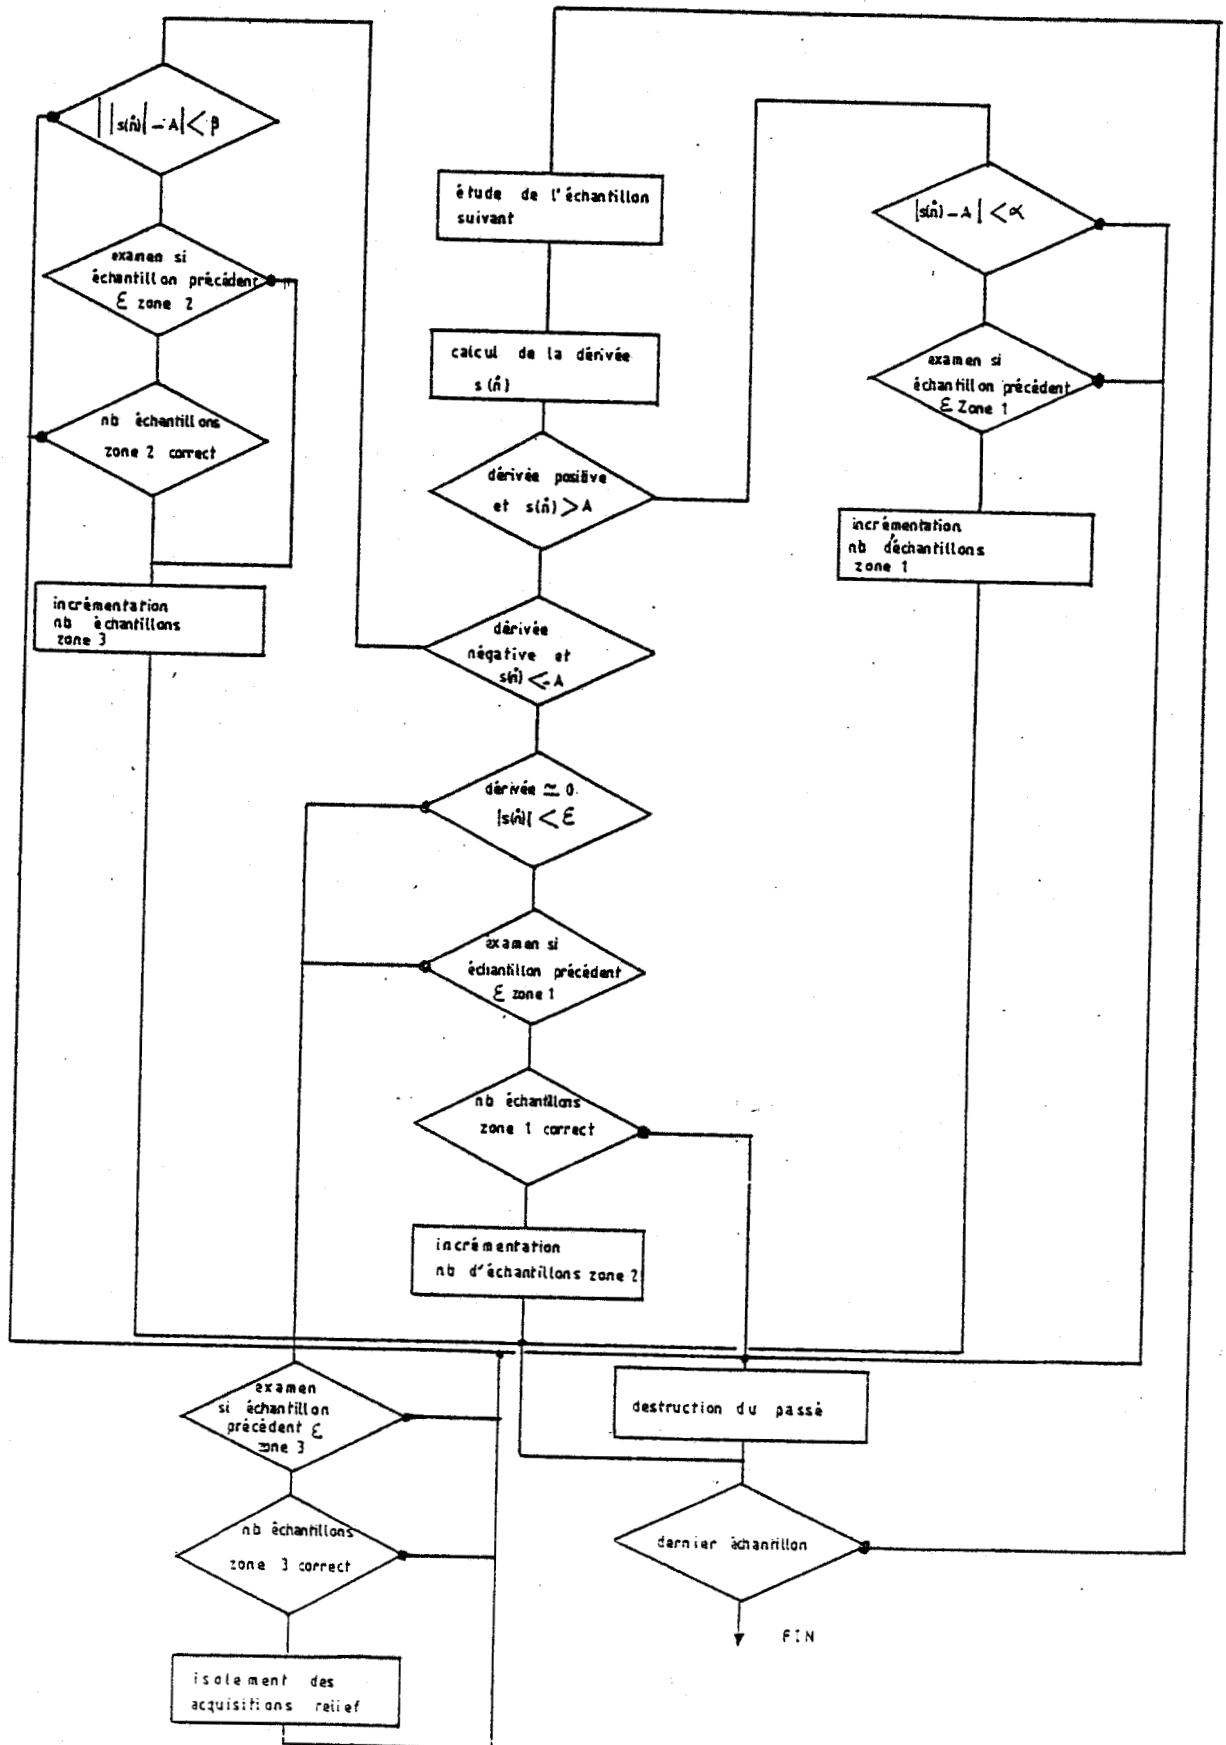 | |s(ṅ)| – A| < β
examen si
échantillon précédent
Ɛ zone 2
nb échantillons
zone 2 correct
incrémentation
nb échantillons
zone 3
étude de l'échantillon
suivant
calcul de la dérivée
s(ṅ)
dérivée positive
et s(ṅ) > A
dérivée
négative et
s(ṅ) <-A
dérivée ≃ 0.
|s(ṅ)| < Ɛ
examen si
échantillon précédent
Ɛ zone 1
nb échantillons
zone 1 correct
incrémentation
nb d'échantillons zone 2
|s(ṅ) – A| < α
examen si
échantillon précédent
Ɛ Zone 1
incrémentation
nb d'échantillons
zone 1
examen
si échantillon
précédent Ɛ
zone 3
nb échantillons
zone 3 correct
isolement des
acquisitions relief
destruction du passé
dernier échantillon
FIN